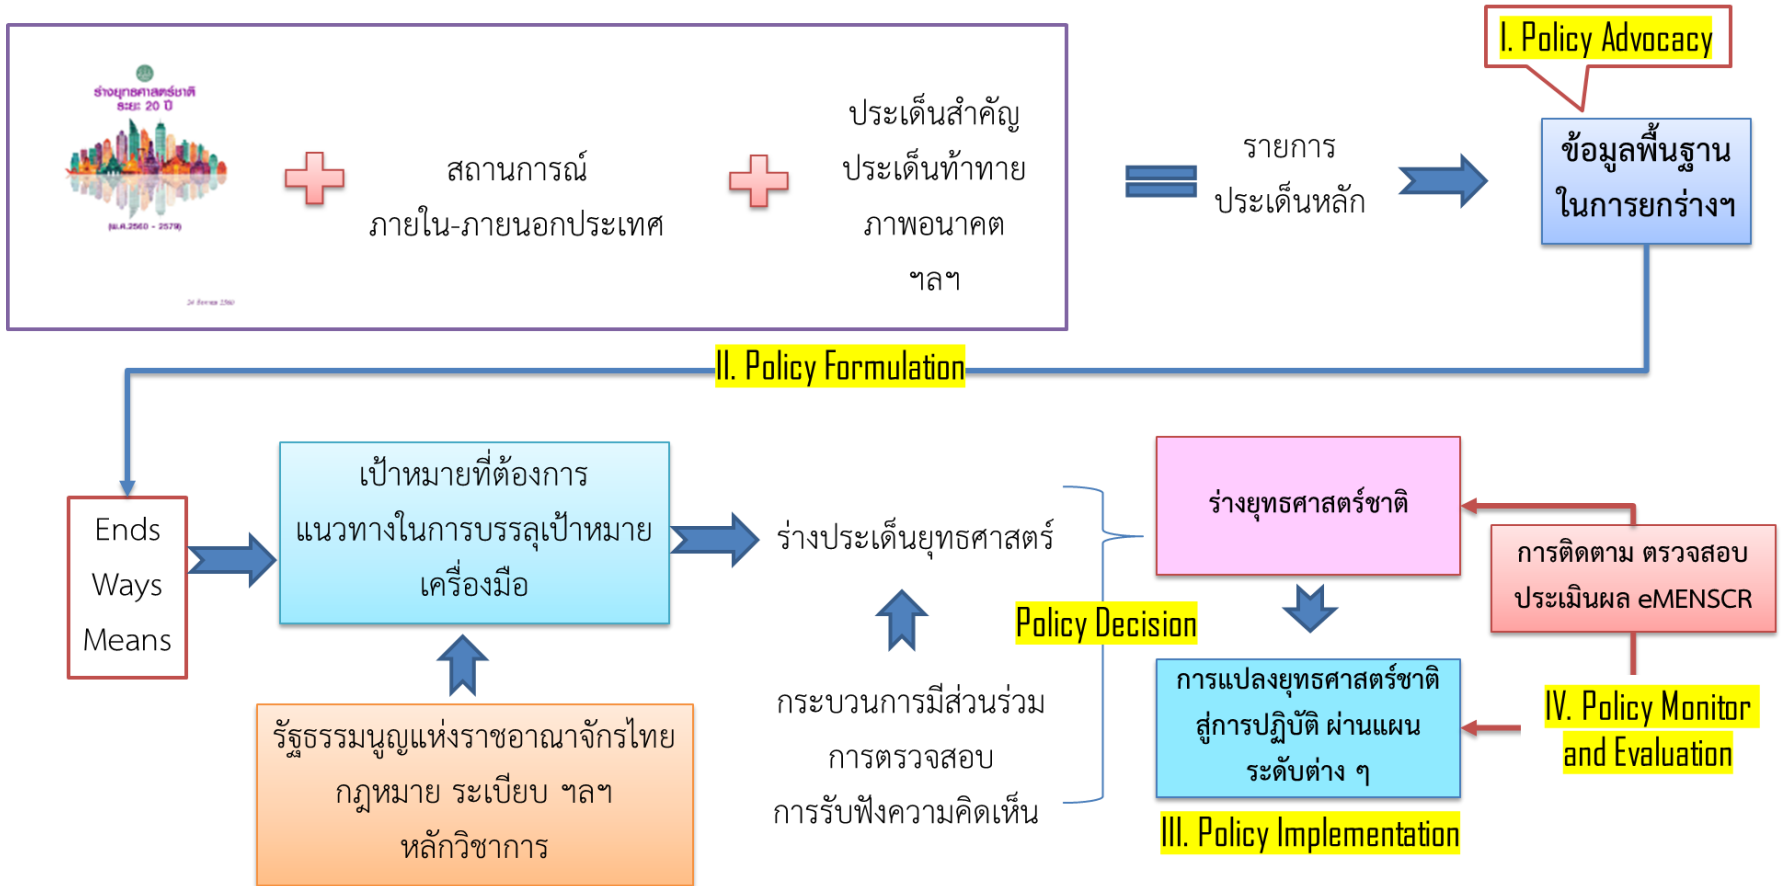 I. Policy Advocacy
ร่างยุทธศาสตร์ชาติ
ระยะ 20 ปี
(พ.ศ.2560 - 2579)
สถานการณ์
ภายใน-ภายนอกประเทศ
ประเด็นสำคัญ
ประเด็นท้าทาย
ภาพอนาคต
ฯลฯ
รายการ
ประเด็นหลัก
ข้อมูลพื้นฐาน
ในการยกร่างฯ
II. Policy Formulation
Ends
Ways
Means
เป้าหมายที่ต้องการ
แนวทางในการบรรลุเป้าหมาย
เครื่องมือ
รัฐธรรมนูญแห่งราชอาณาจักรไทย
กฎหมาย ระเบียบ ฯลฯ
หลักวิชาการ
ร่างประเด็นยุทธศาสตร์
กระบวนการมีส่วนร่วม
การตรวจสอบ
การรับฟังความคิดเห็น
Policy Decision
ร่างยุทธศาสตร์ชาติ
การแปลงยุทธศาสตร์ชาติ
สู่การปฏิบัติ ผ่านแผน
ระดับต่าง ๆ
III. Policy Implementation
การติดตาม ตรวจสอบ
ประเมินผล eMENSCR
IV. Policy Monitor
and Evaluation